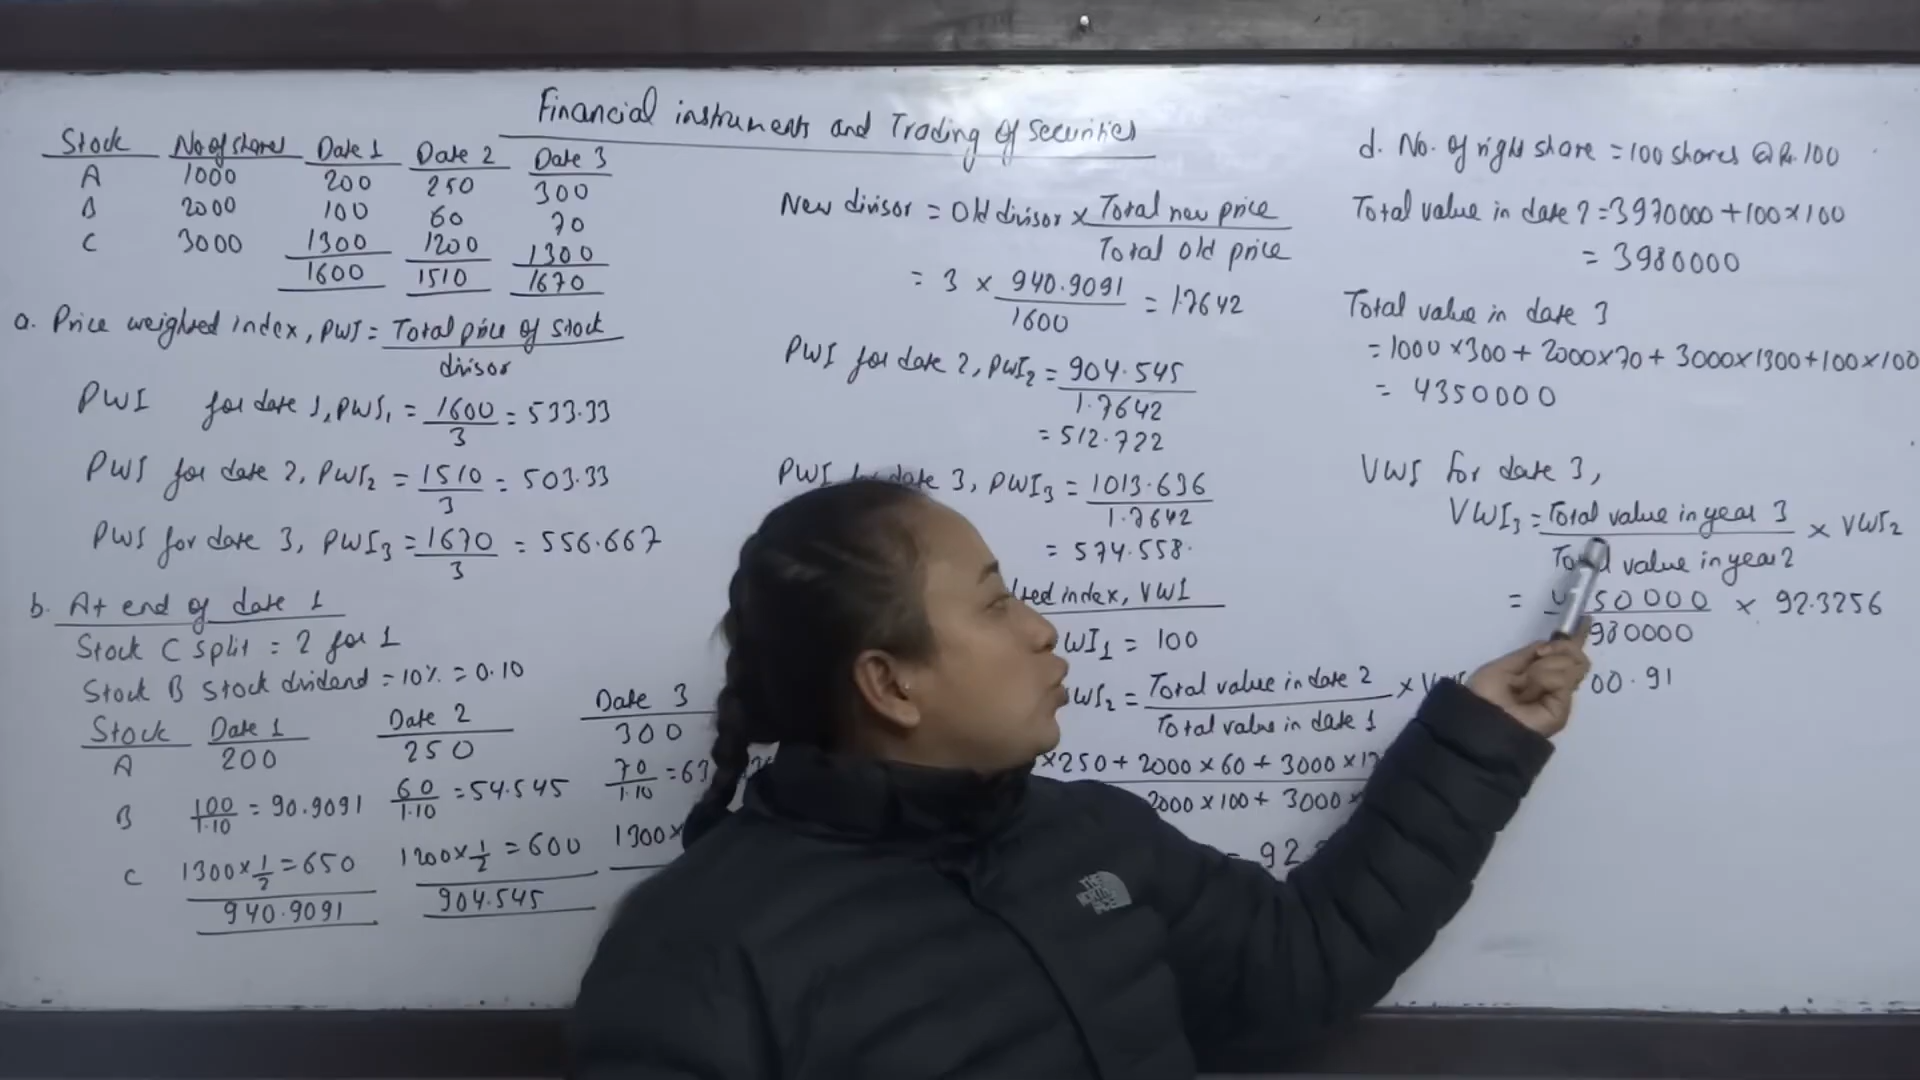 Financial instruments and Trading of Securities
Stock No of shares Date 1 Date 2 Date 3
A 1000 200 250 300
B 2000 100 60 70
C 3000 1300 1200 1300
1600 1510 1670
a. Price weighted index, PWI = Total price of stock / divisor
PWI for date 1, PWI₁ = 1600 / 3 = 533.33
PWI for date 2, PWI₂ = 1510 / 3 = 503.33
PWI for date 3, PWI₃ = 1670 / 3 = 556.667
b. At end of date 1
Stock C split = 2 for 1
Stock B Stock dividend = 10% = 0.10
Stock Date 1 Date 2 Date 3
A 200 250 300
B 100/1.10 = 90.9091 60/1.10 = 54.545 70/1.10 = 63
C 1300 × 1/2 = 650 1200 × 1/2 = 600 1300 ×
940.9091 904.545
New divisor = Old divisor × Total new price / Total old price
= 3 × 940.9091 / 1600 = 1.7642
PWI for date 2, PWI₂ = 904.545 / 1.7642
= 512.722
PWI for date 3, PWI₃ = 1013.636 / 1.7642
= 574.558
index, VWI
WI₁ = 100
WI₂ = Total value in date 2 / Total value in date 1 ×
×250 + 2000 × 60 + 3000 ×
2000 × 100 + 3000 ×
= 92.
d. No. of right share = 100 shares @ R. 100
Total value in date 2 = 3970000 + 100 × 100
= 3980000
Total value in date 3
= 1000 × 300 + 2000 × 70 + 3000 × 1300 + 100 × 100
= 4350000
VWI for date 3,
VWI₃ = Total value in year 3 / Total value in year 2 × VWI₂
= 50000 / 980000 × 92.3256
00.91
THE NORTH FACE